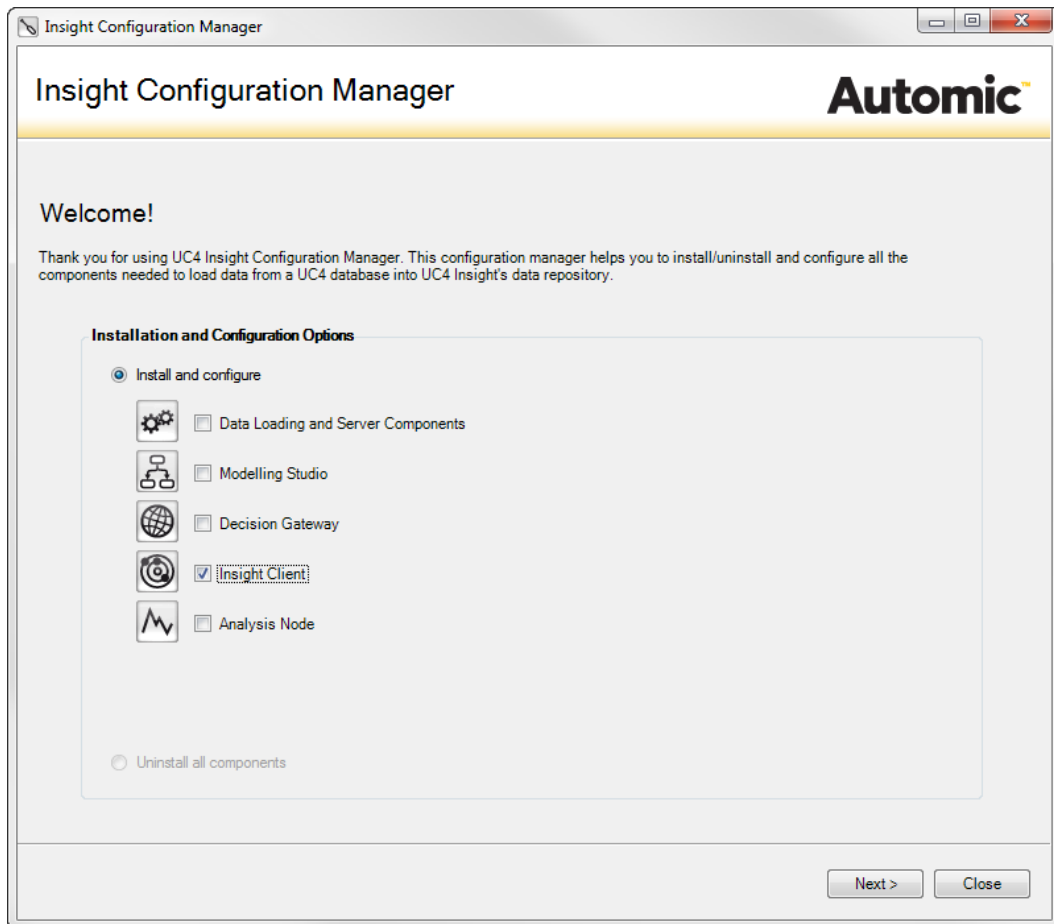 Insight Configuration Manager
Insight Configuration Manager
Automic™
Welcome!
Thank you for using UC4 Insight Configuration Manager. This configuration manager helps you to install/uninstall and configure all the
components needed to load data from a UC4 database into UC4 Insight's data repository.
Installation and Configuration Options
Install and configure
Data Loading and Server Components
Modelling Studio
Decision Gateway
Insight Client
Analysis Node
Uninstall all components
Next >
Close